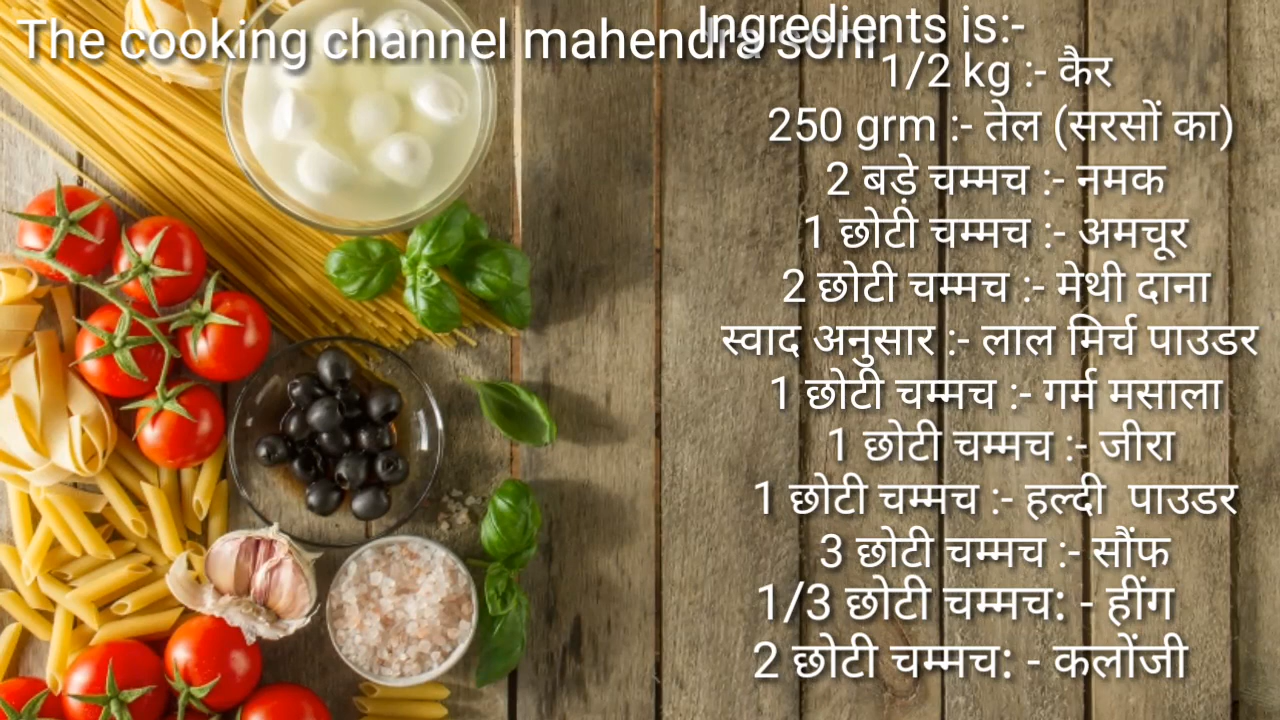 The cooking channel mahendra soni
Ingredients is:-
1/2 kg :- कैर
250 grm :- तेल (सरसों का)
2 बड़े चम्मच :- नमक
1 छोटी चम्मच :- अमचूर
2 छोटी चम्मच :- मेथी दाना
स्वाद अनुसार :- लाल मिर्च पाउडर
1 छोटी चम्मच :- गर्म मसाला
1 छोटी चम्मच :- जीरा
1 छोटी चम्मच :- हल्दी पाउडर
3 छोटी चम्मच :- सौंफ
1/3 छोटी चम्मच: - हींग
2 छोटी चम्मच: - कलोंजी